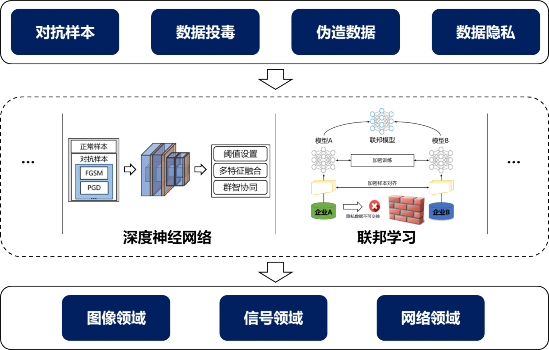 对抗样本
数据投毒
伪造数据
数据隐私
...
正常样本
对抗样本
FGSM
PGD
...
阈值设置
多特征融合
群智协同
深度神经网络
联邦模型
模型A
模型B
加密训练
加密样本对齐
企业A
隐私数据不可交换
企业B
联邦学习
...
图像领域
信号领域
网络领域